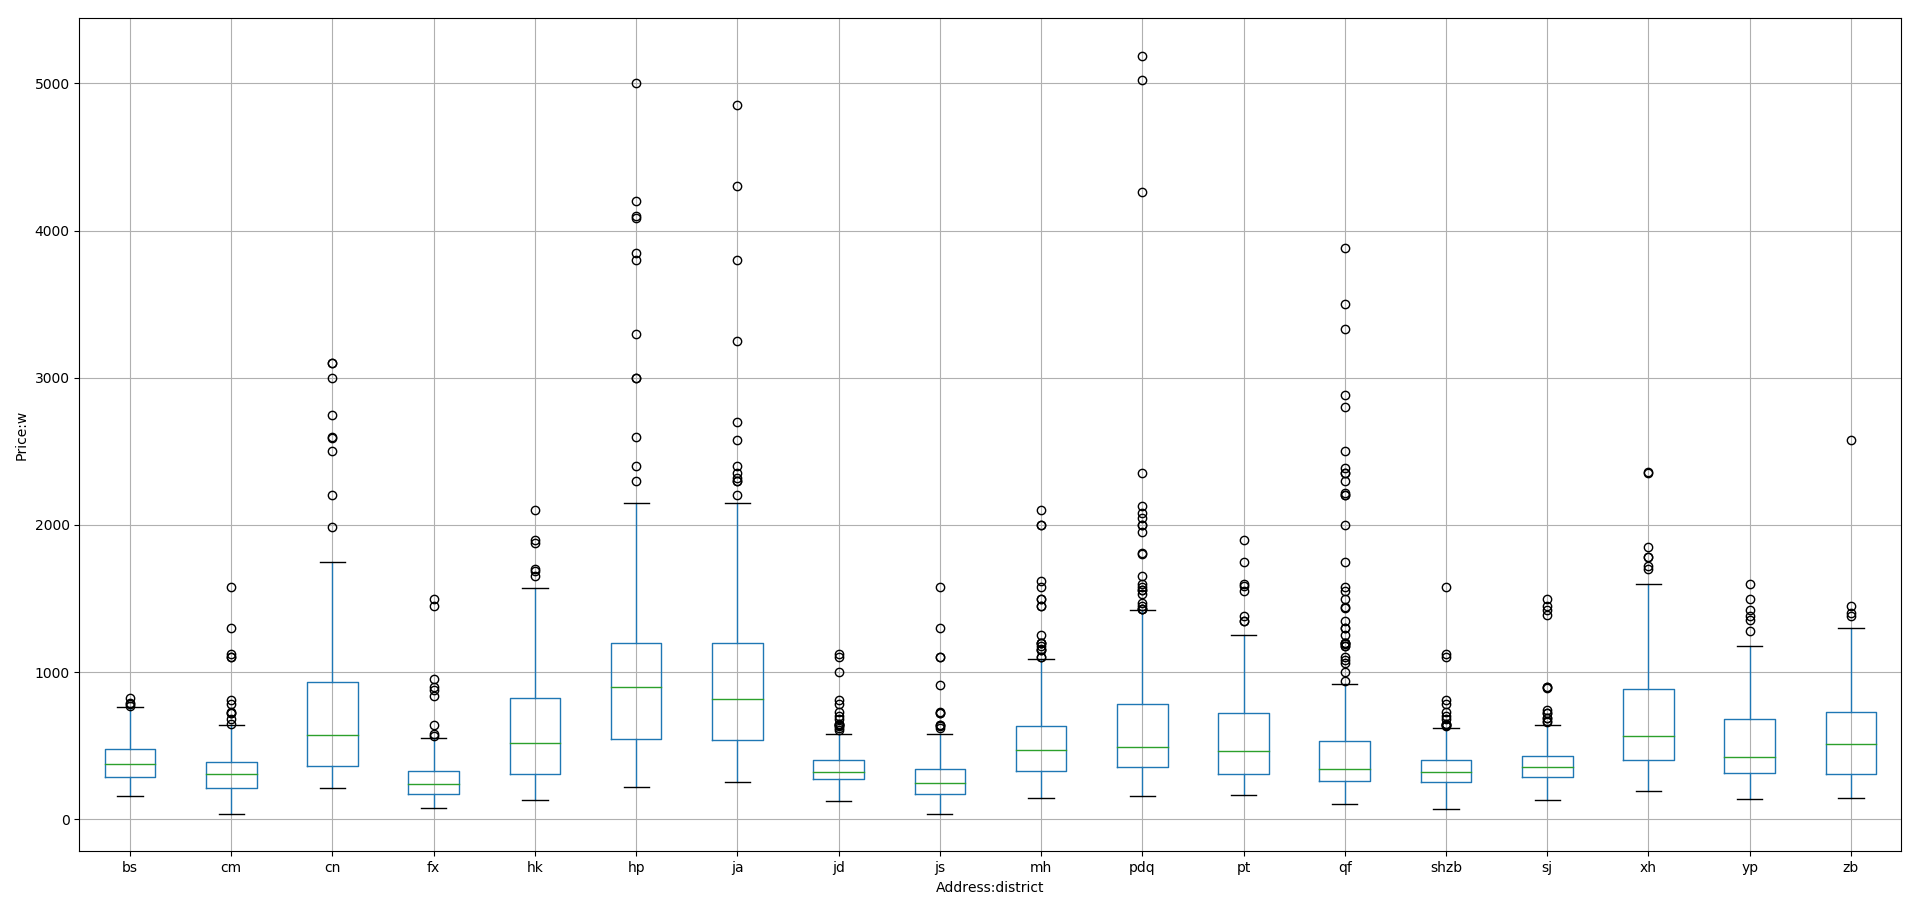 5000
4000
3000
2000
1000
0
Price:w
bs cm cn fx hk hp ja jd js mh pdq pt qf shzb sj xh yp zb
Address:district